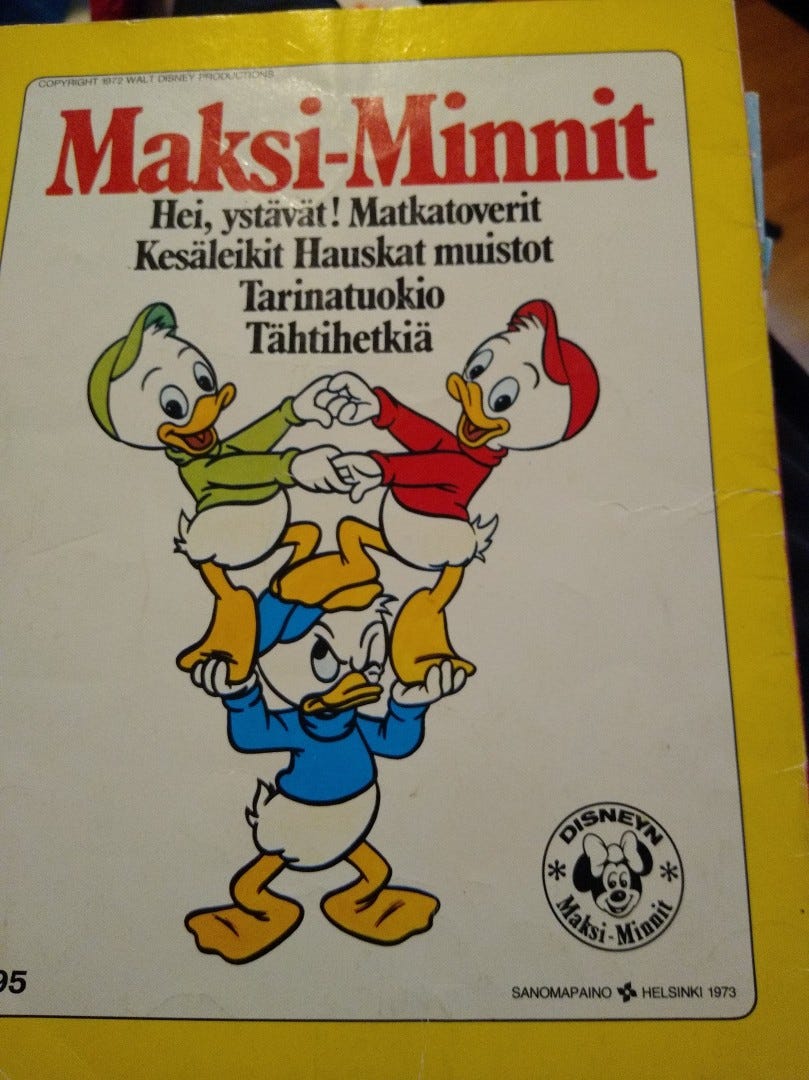 COPYRIGHT 1972 WALT DISNEY PRODUCTIONS
Maksi-Minnit
Hei, ystävät! Matkatoverit
Kesäleikit Hauskat muistot
Tarinatuokio
Tähtihetkiä
DISNEYN
* *
Maksi-Minnit
95
SANOMAPAINO HELSINKI 1973